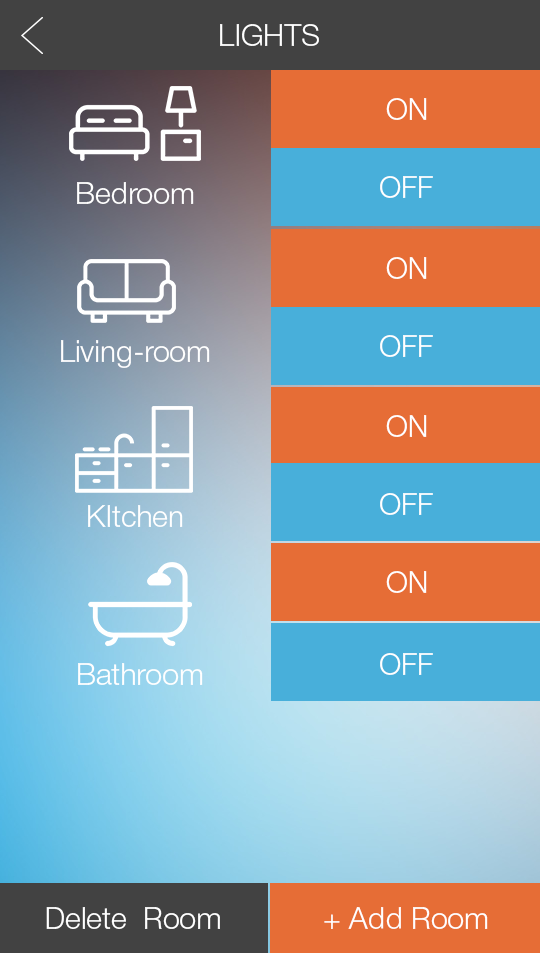 LIGHTS
ON
Bedroom
OFF
ON
Living-room
OFF
ON
KItchen
OFF
ON
Bathroom
OFF
Delete Room
+ Add Room